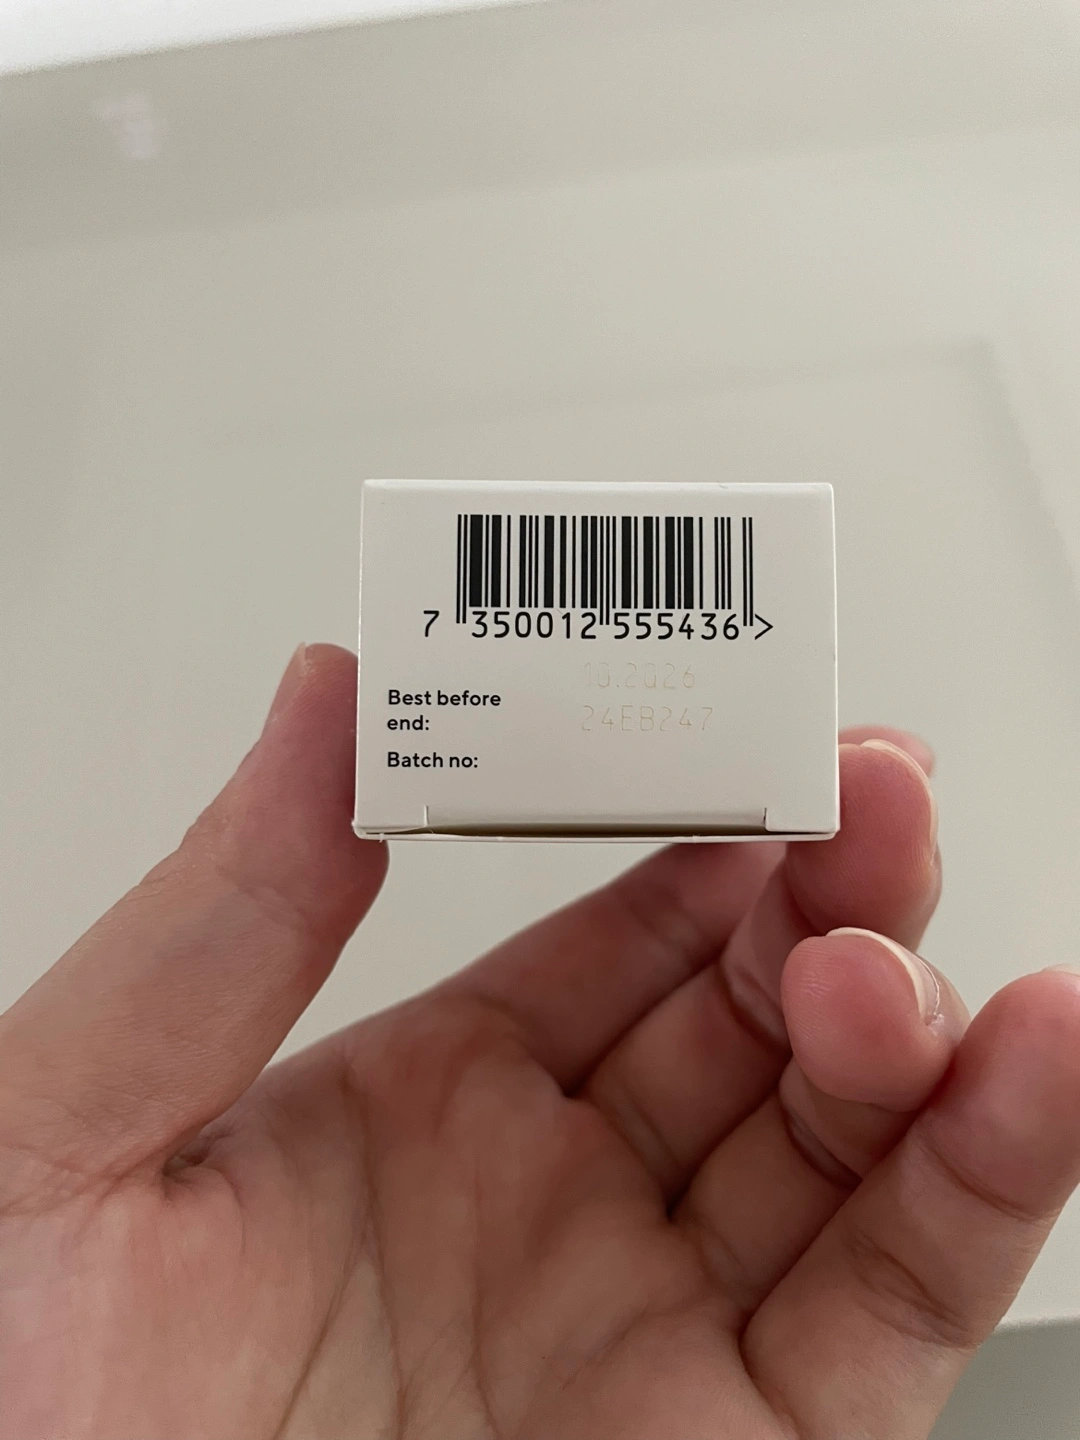 7 350012 555436 >
10.2026
Best before
end:
24EB247
Batch no: